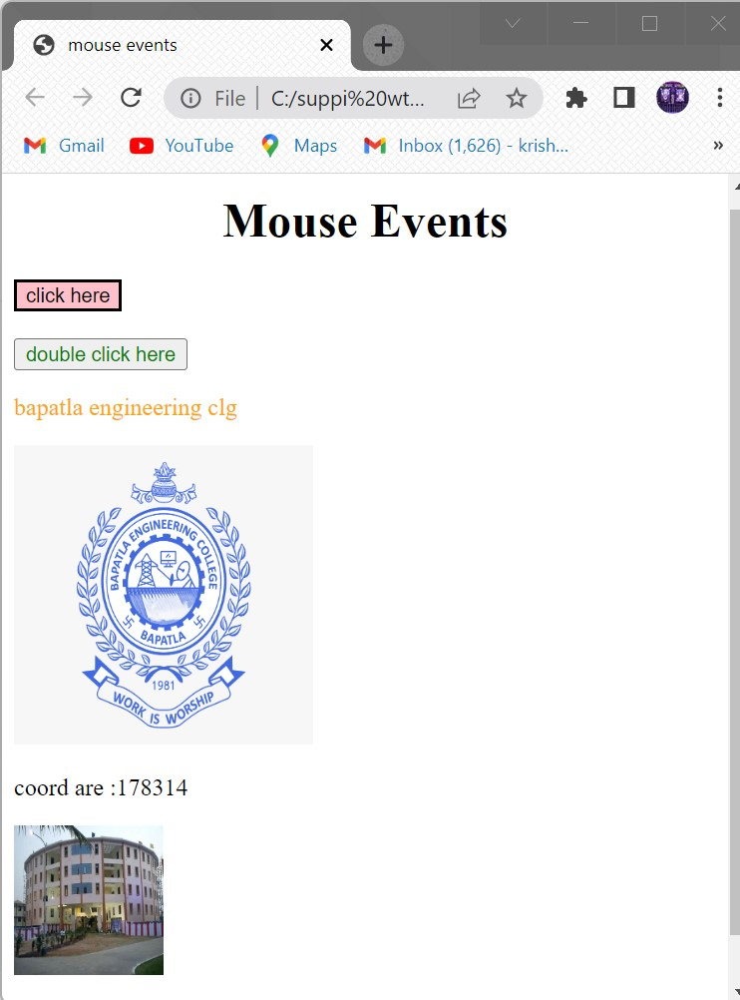 mouse events
File | C:/suppi%20wt...
Gmail YouTube Maps Inbox (1,626) - krish... »
Mouse Events
click here
double click here
bapatla engineering clg
BAPATLA ENGINEERING COLLEGE
BAPATLA
1981
WORK IS WORSHIP
coord are :178314